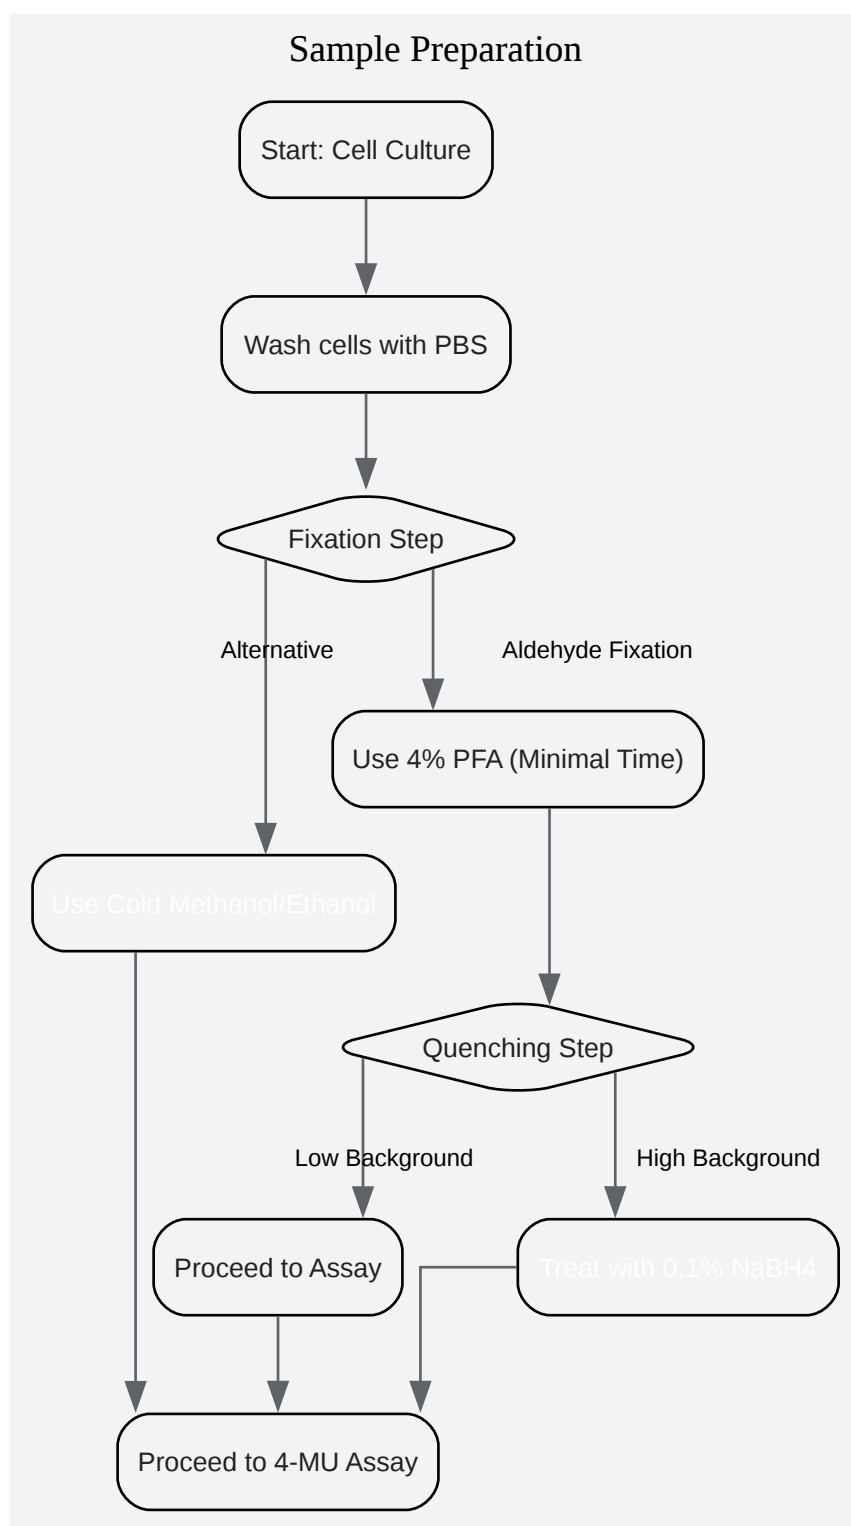 Sample Preparation
Start: Cell Culture
Wash cells with PBS
Fixation Step
Alternative
Aldehyde Fixation
Use 4% PFA (Minimal Time)
Use Cold Methanol/Ethanol
Quenching Step
Low Background
High Background
Proceed to Assay
Treat with 0.1% NaBH4
Proceed to 4-MU Assay